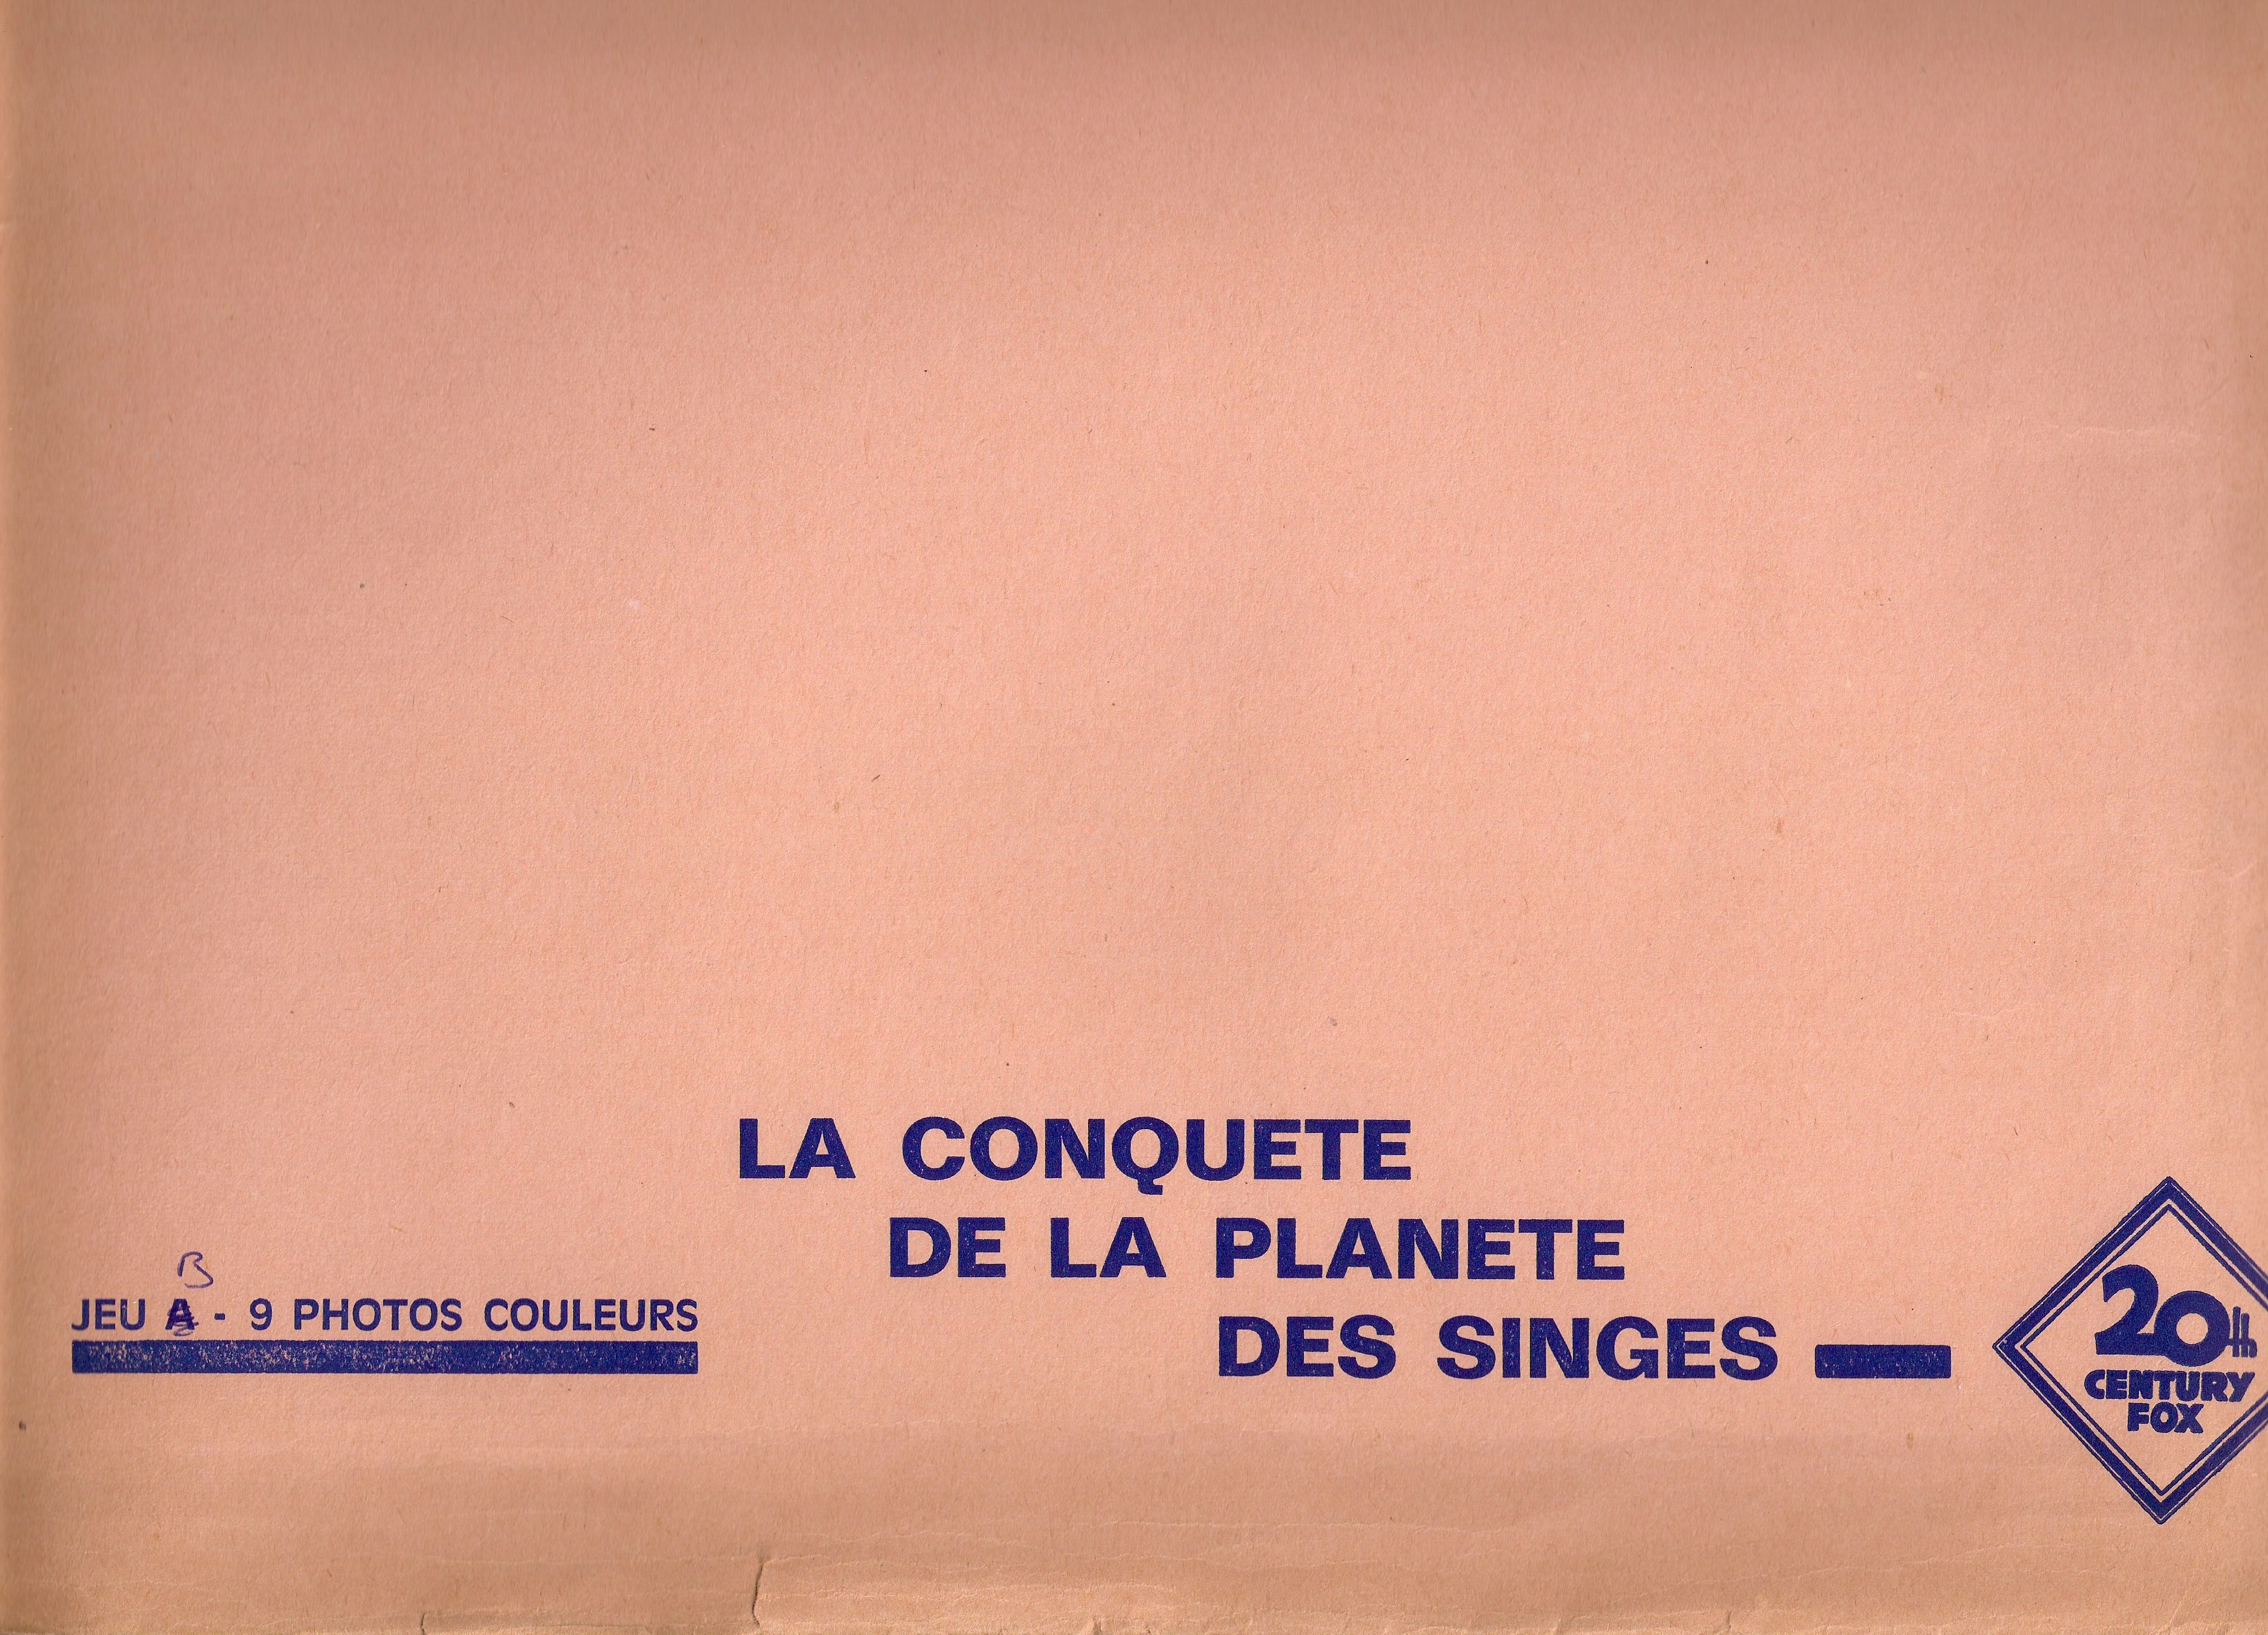 LA CONQUETE
DE LA PLANETE
DES SINGES
B
JEU A - 9 PHOTOS COULEURS
20th
CENTURY
FOX